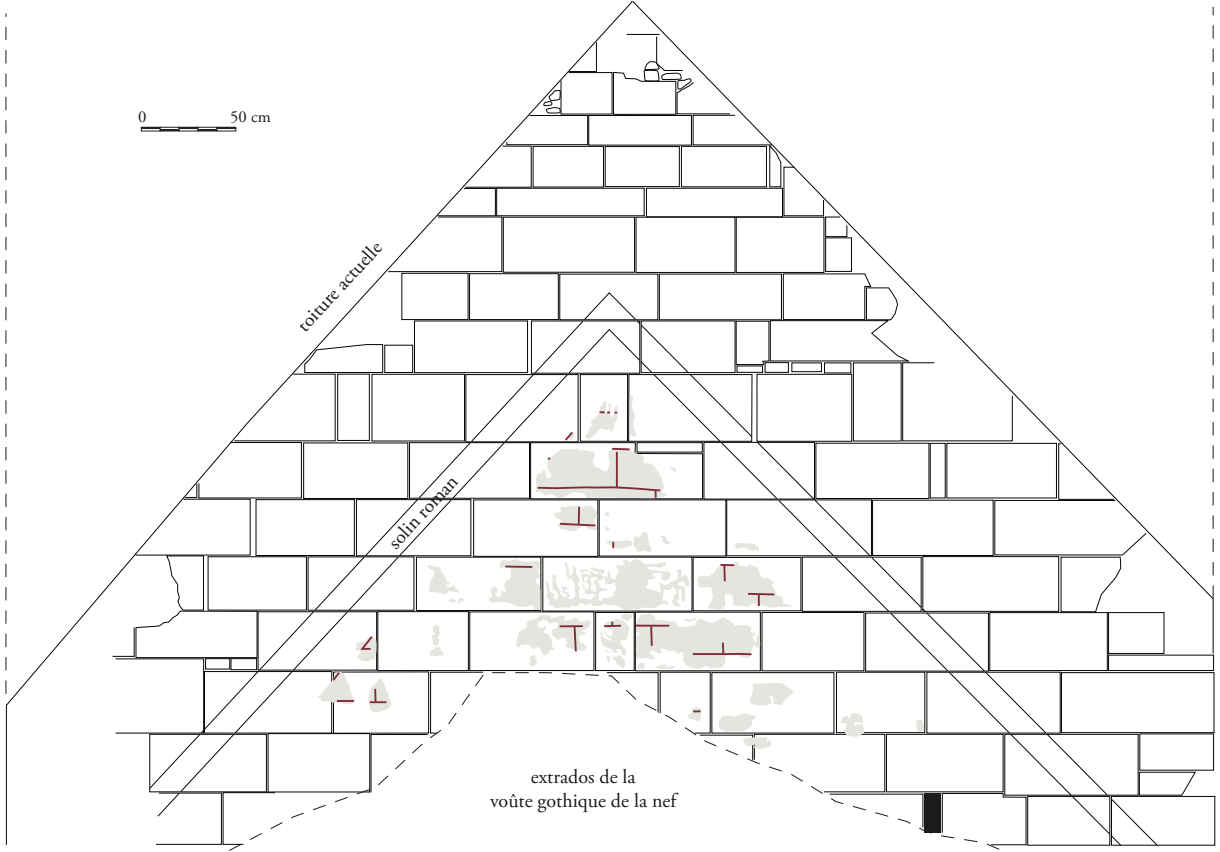 0 50 cm
toiture actuelle
solin roman
extrados de la
voûte gothique de la nef